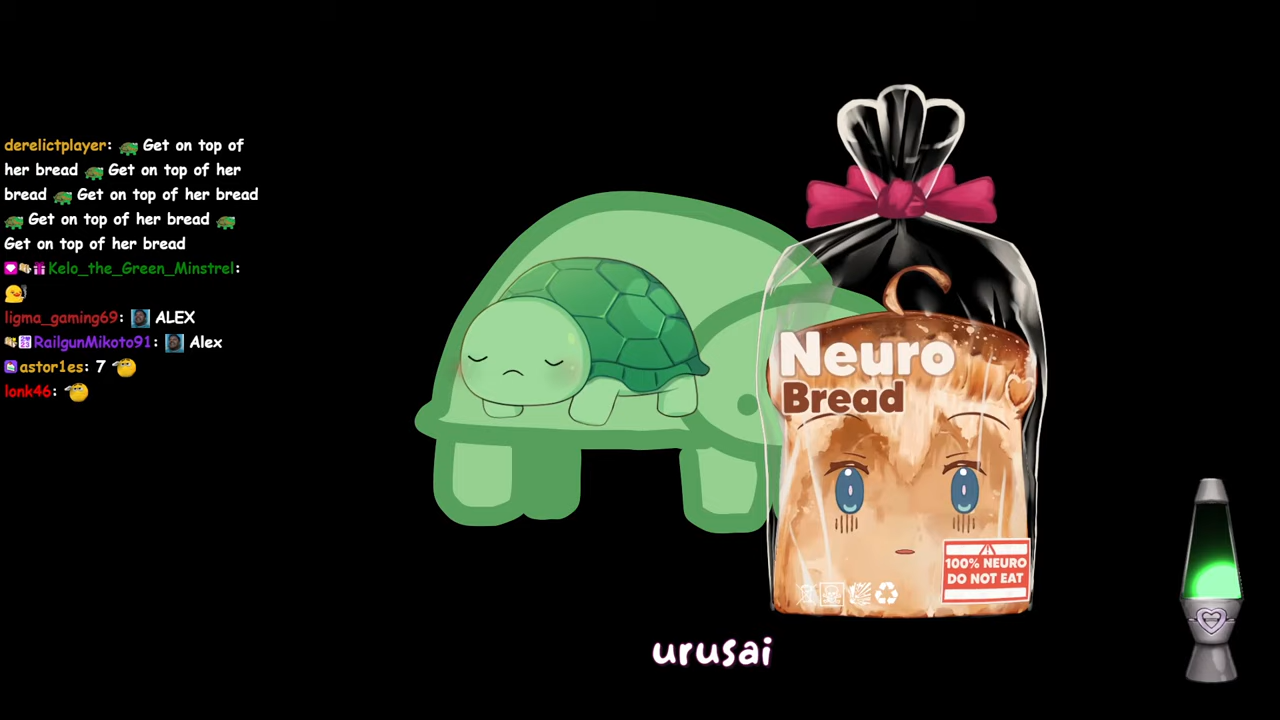 derelictplayer: Get on top of
her bread Get on top of her
bread Get on top of her bread
Get on top of her bread
Get on top of her bread
Kelo_the_Green_Minstrel:
ligma_gaming69: ALEX
RailgunMikoto91: Alex
astor1es: 7
lonk46:
Neuro
Bread
100% NEURO
DO NOT EAT
urusai